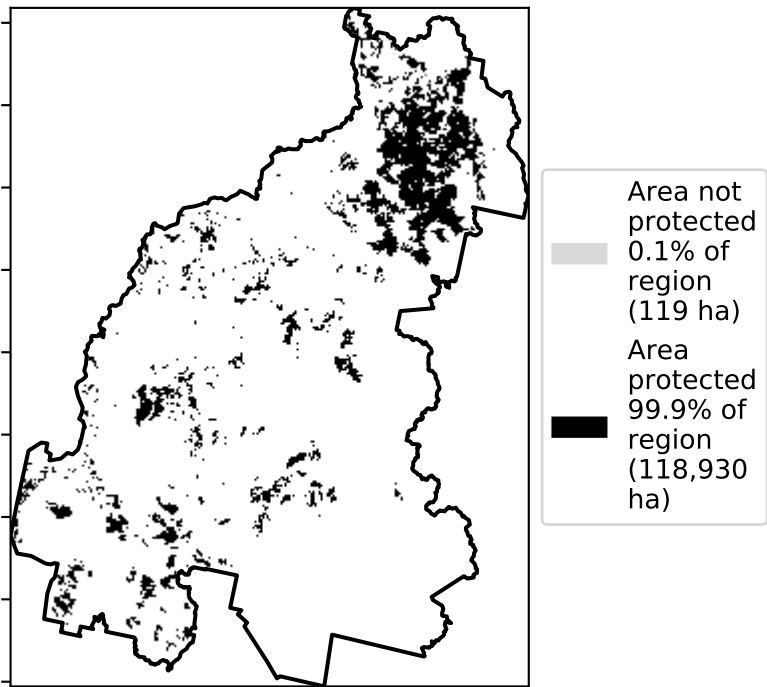 Area not
protected
0.1% of
region
(119 ha)
Area
protected
99.9% of
region
(118,930
ha)